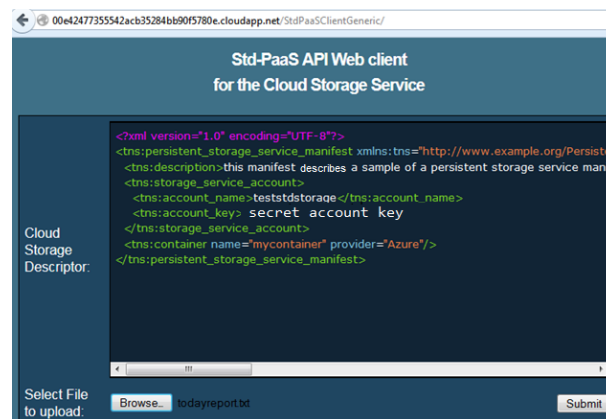 00e42477355542acb35284bb90f5780e.cloudapp.net/StdPaaSClientGeneric/
Std-PaaS API Web client
for the Cloud Storage Service
<?xml version="1.0" encoding="UTF-8"?>
<tns:persistent_storage_service_manifest xmlns:tns="http://www.example.org/Persiste
<tns:description>this manifest describes a sample of a persistent storage service man
<tns:storage_service_account>
<tns:account_name>teststdstorage</tns:account_name>
<tns:account_key> secret account key
</tns:storage_service_account>
<tns:container name="mycontainer" provider="Azure"/>
</tns:persistent_storage_service_manifest>
Cloud
Storage
Descriptor:
Select File
to upload:
Browse_ todayreport.txt
Submit